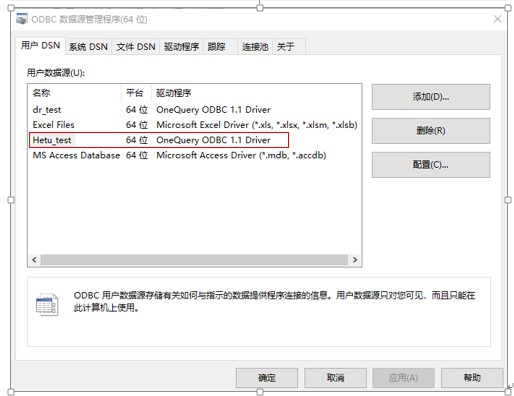 ODBC 数据源管理程序(64 位)
用户 DSN 系统 DSN 文件 DSN 驱动程序 跟踪 连接池 关于
用户数据源(U):
名称 平台 驱动程序
dr_test 64 位 OneQuery ODBC 1.1 Driver
Excel Files 64 位 Microsoft Excel Driver (*.xls, *.xlsx, *.xlsm, *.xlsb)
Hetu_test 64 位 OneQuery ODBC 1.1 Driver
MS Access Database 64 位 Microsoft Access Driver (*.mdb, *.accdb)
添加(D)...
删除(R)
配置(C)...
ODBC 用户数据源存储有关如何与指示的数据提供程序连接的信息。用户数据源只对您可见，而且只能在
此计算机上使用。
确定 取消 应用(A) 帮助